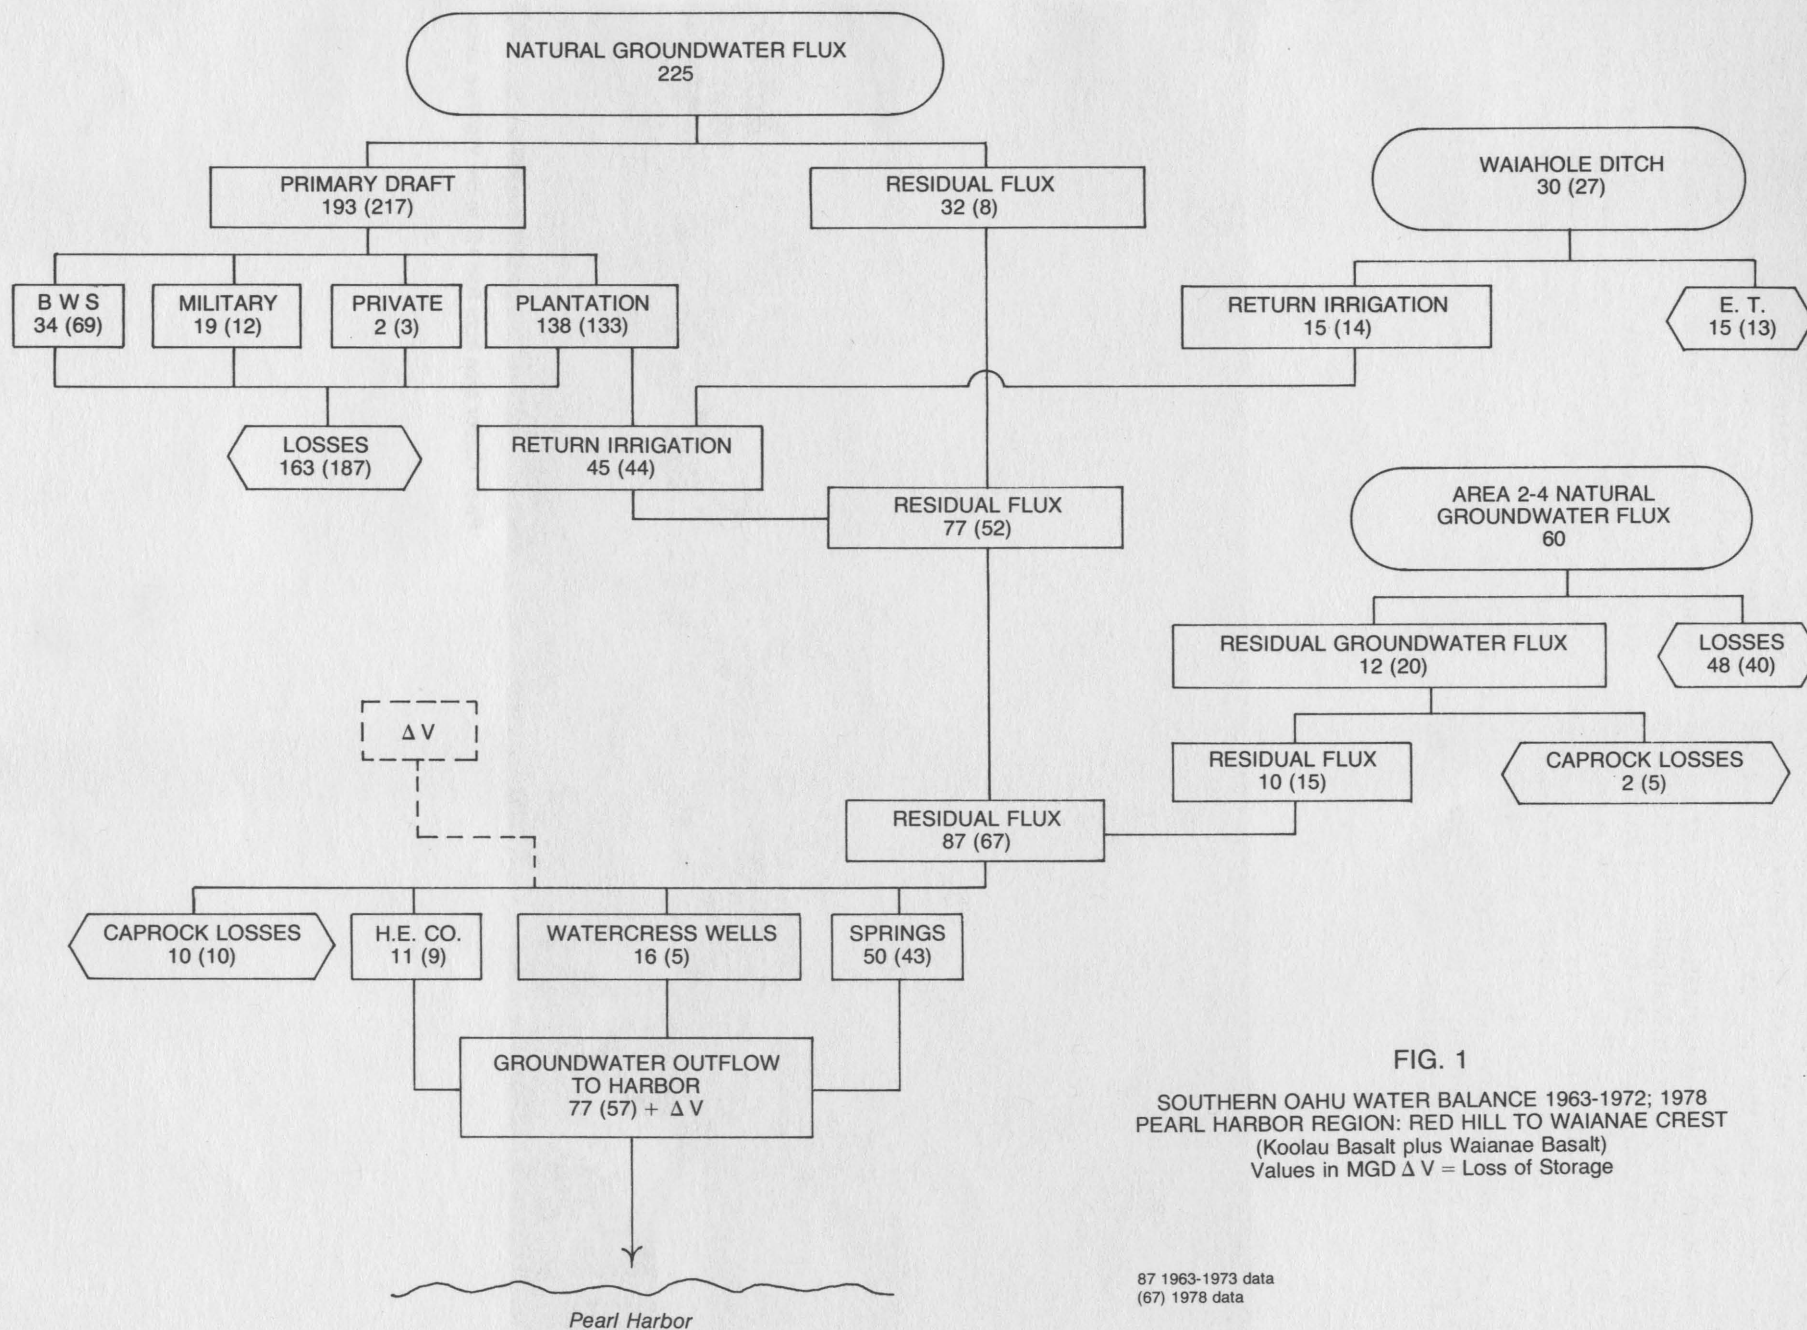 NATURAL GROUNDWATER FLUX
225
PRIMARY DRAFT
193 (217)
RESIDUAL FLUX
32 (8)
WAIAHOLE DITCH
30 (27)
B W S
34 (69)
MILITARY
19 (12)
PRIVATE
2 (3)
PLANTATION
138 (133)
RETURN IRRIGATION
15 (14)
E. T.
15 (13)
LOSSES
163 (187)
RETURN IRRIGATION
45 (44)
RESIDUAL FLUX
77 (52)
AREA 2-4 NATURAL
GROUNDWATER FLUX
60
RESIDUAL GROUNDWATER FLUX
12 (20)
LOSSES
48 (40)
Δ V
RESIDUAL FLUX
10 (15)
CAPROCK LOSSES
2 (5)
RESIDUAL FLUX
87 (67)
CAPROCK LOSSES
10 (10)
H.E. CO.
11 (9)
WATERCRESS WELLS
16 (5)
SPRINGS
50 (43)
GROUNDWATER OUTFLOW
TO HARBOR
77 (57) + Δ V
FIG. 1
SOUTHERN OAHU WATER BALANCE 1963-1972; 1978
PEARL HARBOR REGION: RED HILL TO WAIANAE CREST
(Koolau Basalt plus Waianae Basalt)
Values in MGD Δ V = Loss of Storage
87 1963-1973 data
(67) 1978 data
Pearl Harbor